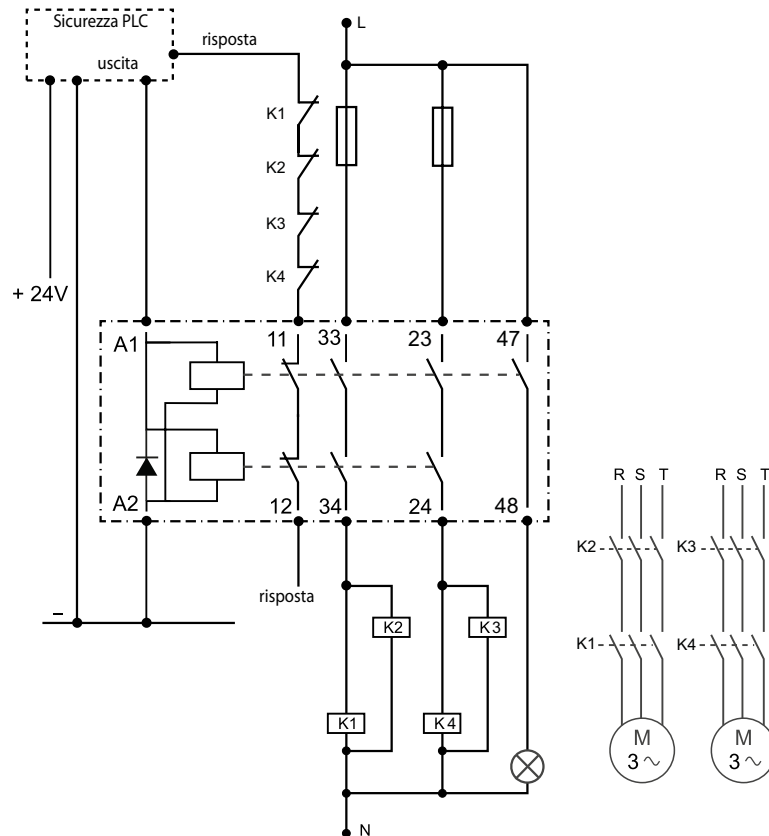 Sicurezza PLC
uscita
risposta
L
K1
K2
K3
K4
+ 24V
A1
11
33
23
47
A2
12
34
24
48
risposta
–
K2
K3
K1
K4
N
R S T
R S T
K2
K3
K1
K4
M
3 ~
M
3 ~